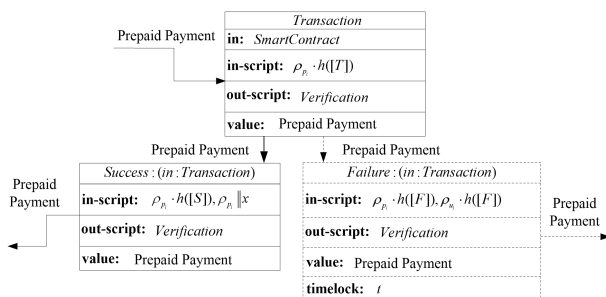 Transaction
Prepaid Payment
in: SmartContract
in-script: ρ_{p_i} · h([T])
out-script: Verification
value: Prepaid Payment
Prepaid Payment
Prepaid Payment
Success : (in : Transaction)
Failure : (in : Transaction)
Prepaid
Payment
in-script: ρ_{p_i} · h([S]), ρ_{p_i} ‖ x
in-script: ρ_{p_i} · h([F]), ρ_{u_i} · h([F])
Prepaid
Payment
out-script: Verification
out-script: Verification
value: Prepaid Payment
value: Prepaid Payment
timelock: t